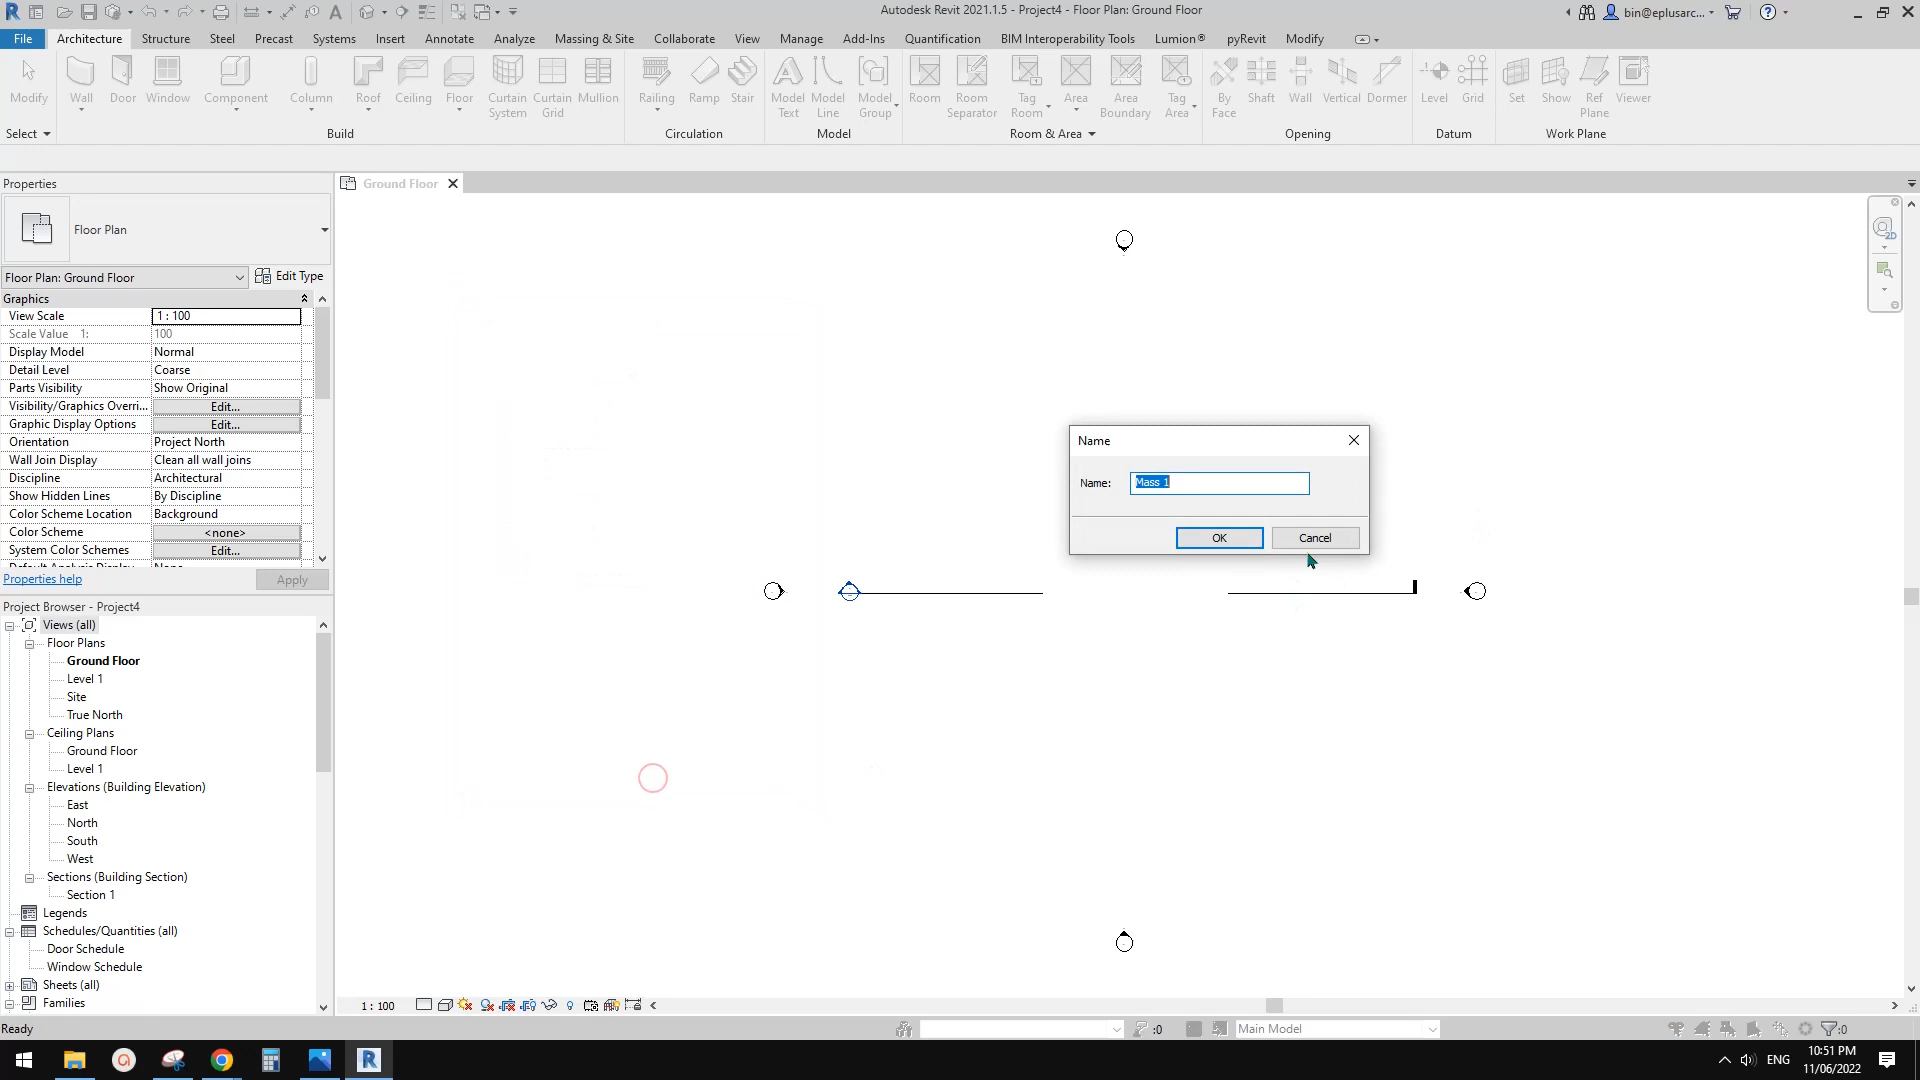 Autodesk Revit 2021.1.5 - Project4 - Floor Plan: Ground Floor
bin@eplusarc...
File Architecture Structure Steel Precast Systems Insert Annotate Analyze Massing & Site Collaborate View Manage Add-Ins Quantification BIM Interoperability Tools Lumion® pyRevit Modify
Modify Wall Door Window Component Column Roof Ceiling Floor Curtain System Curtain Grid Mullion Railing Ramp Stair Model Text Model Line Model Group Room Room Separator Tag Room Area Area Boundary Tag Area By Face Shaft Wall Vertical Dormer Level Grid Set Show Ref Plane Viewer
Select Build Circulation Model Room & Area Opening Datum Work Plane
Properties
Ground Floor
Floor Plan
Floor Plan: Ground Floor Edit Type
Graphics
View Scale 1 : 100
Scale Value 1: 100
Display Model Normal
Detail Level Coarse
Parts Visibility Show Original
Visibility/Graphics Overri... Edit...
Graphic Display Options Edit...
Orientation Project North
Wall Join Display Clean all wall joins
Discipline Architectural
Show Hidden Lines By Discipline
Color Scheme Location Background
Color Scheme <none>
System Color Schemes Edit...
Properties help Apply
Project Browser - Project4
Views (all)
Floor Plans
Ground Floor
Level 1
Site
True North
Ceiling Plans
Ground Floor
Level 1
Elevations (Building Elevation)
East
North
South
West
Sections (Building Section)
Section 1
Legends
Schedules/Quantities (all)
Door Schedule
Window Schedule
Sheets (all)
Families
Name
Name: Mass 1
OK Cancel
2D
1 : 100
Ready
:0
Main Model
:0
ENG
10:51 PM
11/06/2022